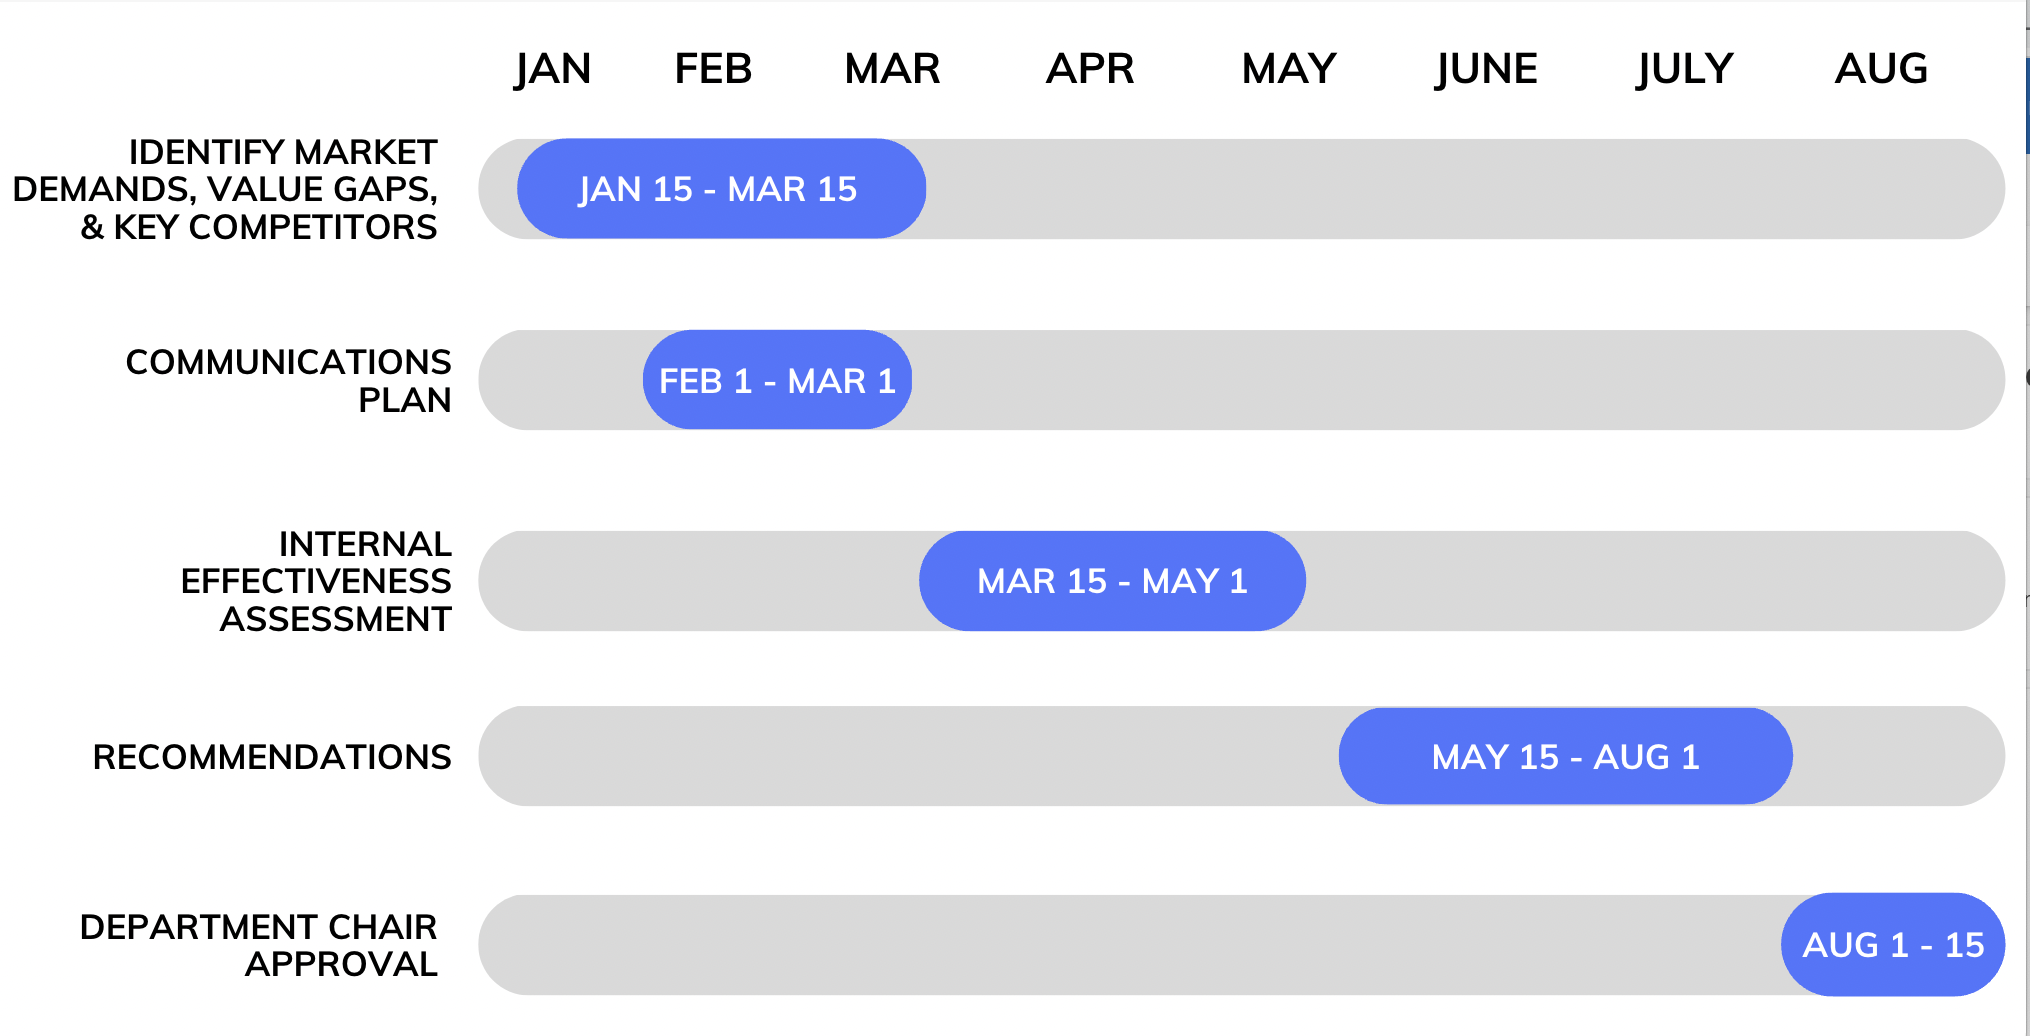 JAN FEB MAR APR MAY JUNE JULY AUG
IDENTIFY MARKET
DEMANDS, VALUE GAPS,
& KEY COMPETITORS
JAN 15 - MAR 15
COMMUNICATIONS
PLAN
FEB 1 - MAR 1
INTERNAL
EFFECTIVENESS
ASSESSMENT
MAR 15 - MAY 1
RECOMMENDATIONS
MAY 15 - AUG 1
DEPARTMENT CHAIR
APPROVAL
AUG 1 - 15